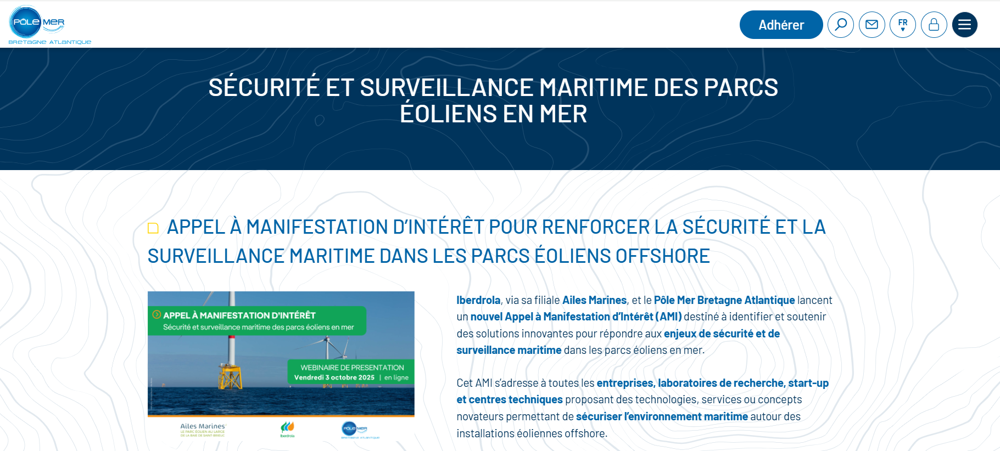 PÔLE MER
BRETAGNE ATLANTIQUE
Adhérer
FR
SÉCURITÉ ET SURVEILLANCE MARITIME DES PARCS
ÉOLIENS EN MER
APPEL À MANIFESTATION D’INTÉRÊT POUR RENFORCER LA SÉCURITÉ ET LA
SURVEILLANCE MARITIME DANS LES PARCS ÉOLIENS OFFSHORE
APPEL À MANIFESTATION D’INTÉRÊT
Sécurité et surveillance maritime des parcs éoliens en mer
WEBINAIRE DE PRESENTATION
Vendredi 3 octobre 2025 | en ligne
Ailes Marines
LE PARC ÉOLIEN AU LARGE
DE LA BAIE DE SAINT BRIEUC
Iberdrola
PÔLE MER
BRETAGNE ATLANTIQUE
Iberdrola, via sa filiale Ailes Marines, et le Pôle Mer Bretagne Atlantique lancent
un nouvel Appel à Manifestation d’Intérêt (AMI) destiné à identifier et soutenir
des solutions innovantes pour répondre aux enjeux de sécurité et de
surveillance maritime dans les parcs éoliens en mer.
Cet AMI s’adresse à toutes les entreprises, laboratoires de recherche, start-up
et centres techniques proposant des technologies, services ou concepts
novateurs permettant de sécuriser l’environnement maritime autour des
installations éoliennes offshore.